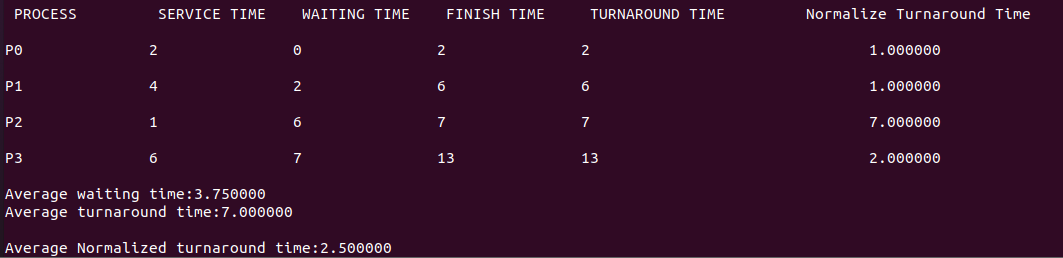 PROCESS SERVICE TIME WAITING TIME FINISH TIME TURNAROUND TIME Normalize Turnaround Time
P0 2 0 2 2 1.000000
P1 4 2 6 6 1.000000
P2 1 6 7 7 7.000000
P3 6 7 13 13 2.000000
Average waiting time:3.750000
Average turnaround time:7.000000
Average Normalized turnaround time:2.500000